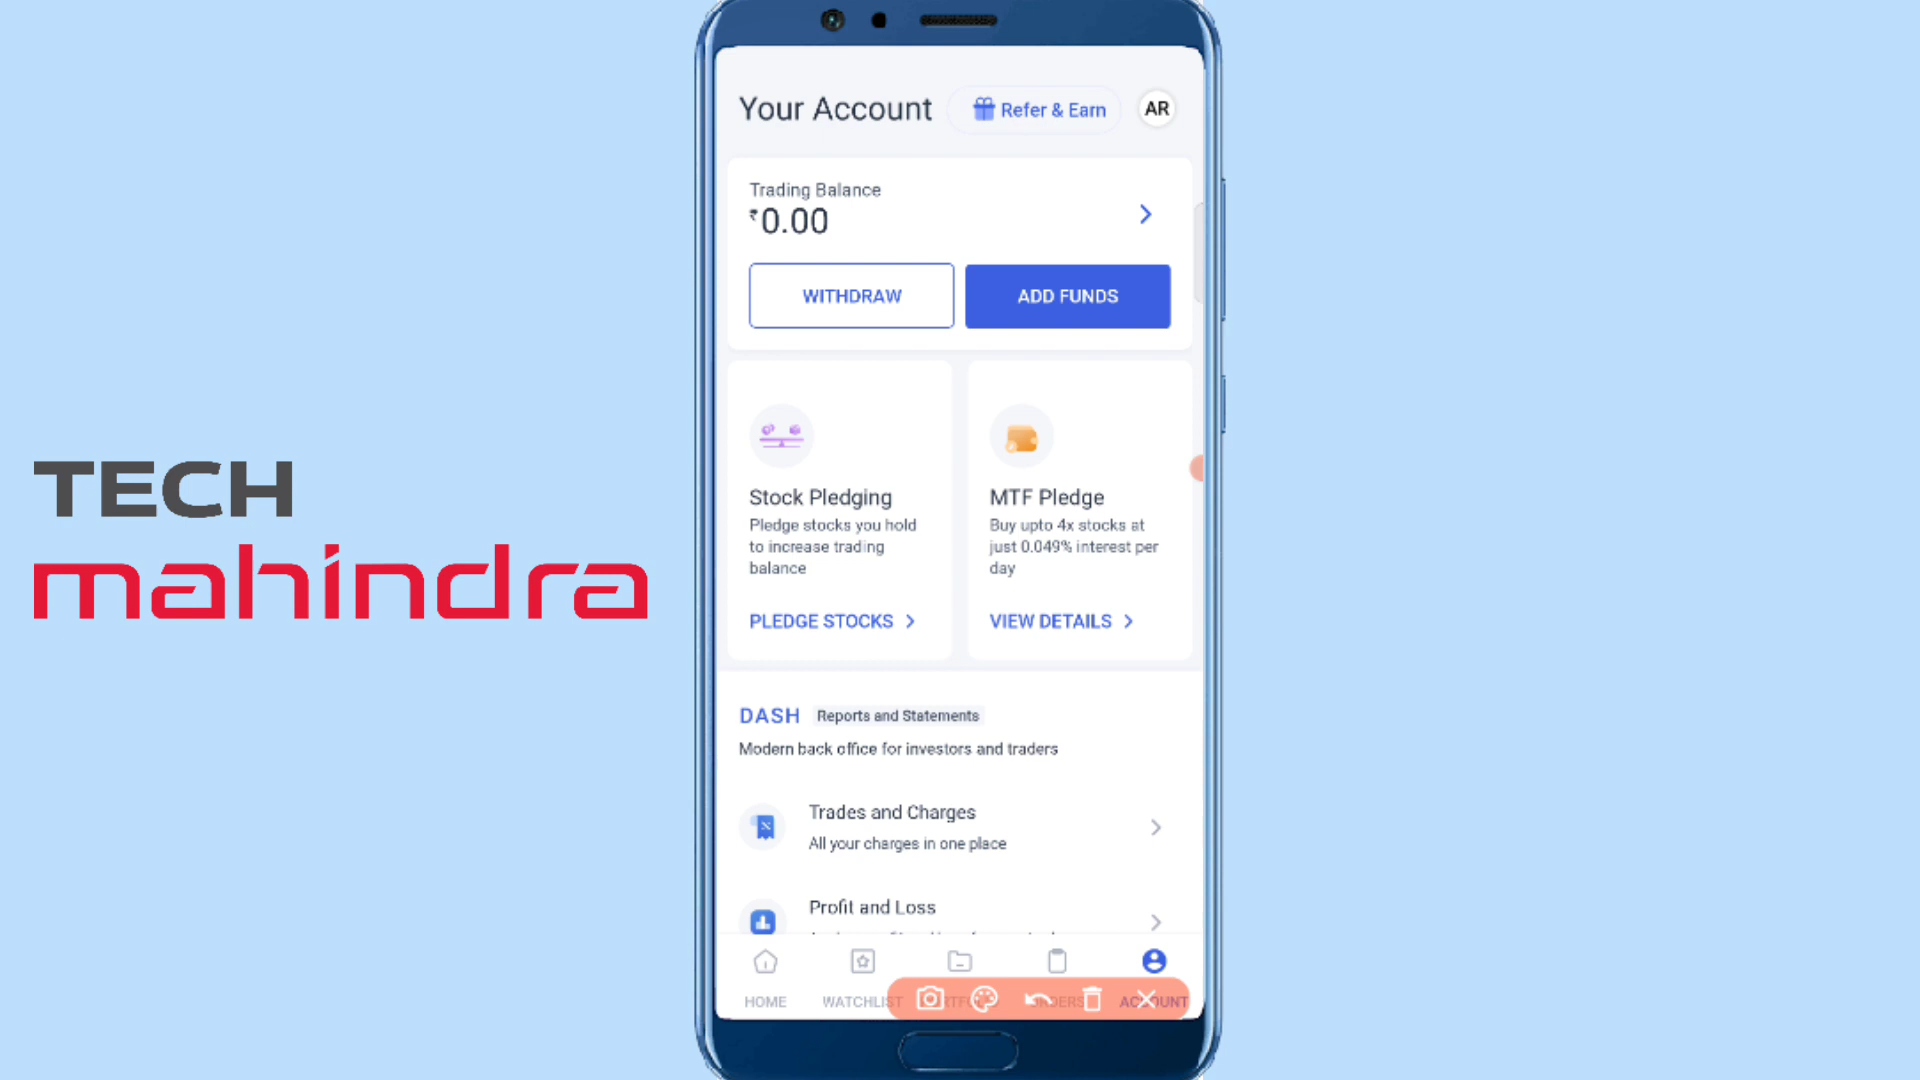 TECH
mahindra
Your Account
Refer & Earn
AR
Trading Balance
₹0.00
WITHDRAW
ADD FUNDS
Stock Pledging
Pledge stocks you hold
to increase trading
balance
PLEDGE STOCKS
MTF Pledge
Buy upto 4x stocks at
just 0.049% interest per
day
VIEW DETAILS
DASH Reports and Statements
Modern back office for investors and traders
Trades and Charges
All your charges in one place
Profit and Loss
HOME
WATCHLIST
ORDERS
ACCOUNT